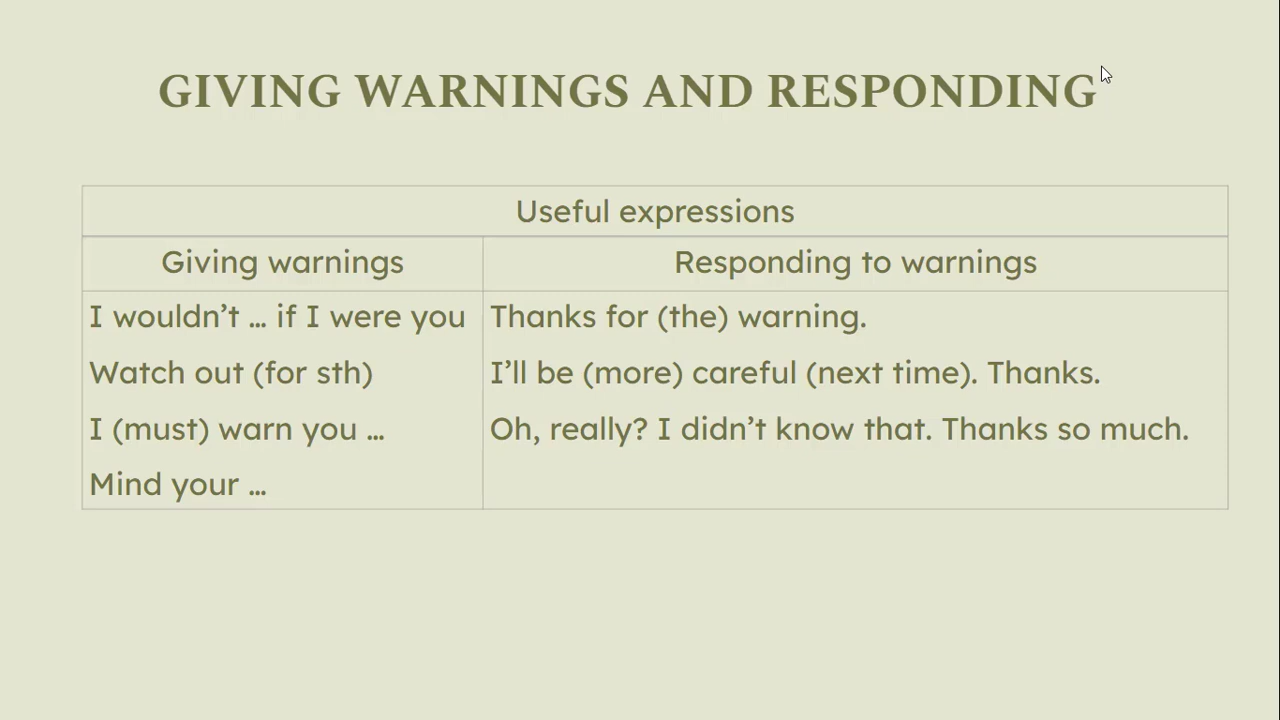 GIVING WARNINGS AND RESPONDING
Useful expressions
Giving warnings
Responding to warnings
I wouldn’t … if I were you
Thanks for (the) warning.
Watch out (for sth)
I’ll be (more) careful (next time). Thanks.
I (must) warn you …
Oh, really? I didn’t know that. Thanks so much.
Mind your …